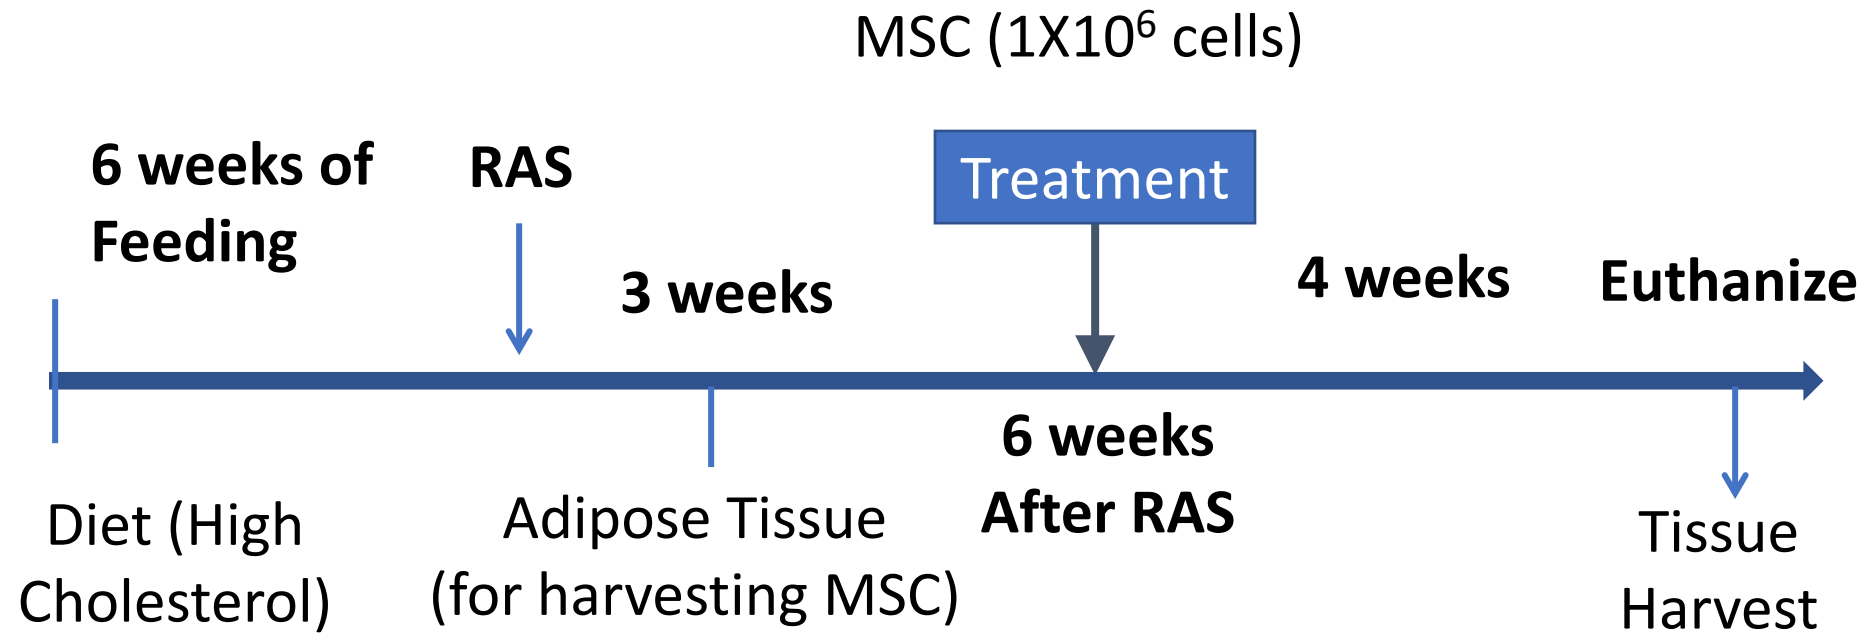 MSC (1X10⁶ cells)
6 weeks of
Feeding
RAS
Treatment
3 weeks
4 weeks
Euthanize
6 weeks
After RAS
Diet (High
Cholesterol)
Adipose Tissue
(for harvesting MSC)
Tissue
Harvest